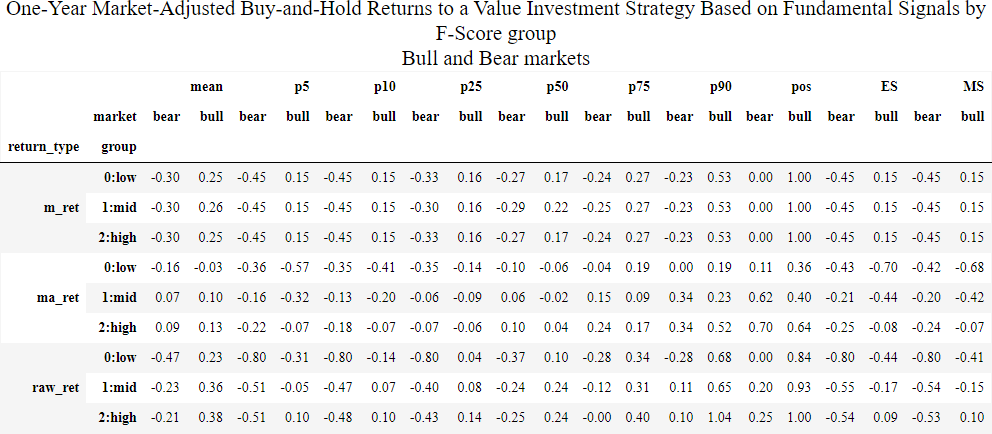 One-Year Market-Adjusted Buy-and-Hold Returns to a Value Investment Strategy Based on Fundamental Signals by
F-Score group
Bull and Bear markets
mean p5 p10 p25 p50 p75 p90 pos ES MS
market bear bull bear bull bear bull bear bull bear bull bear bull bear bull bear bull bear bull bear bull
return_type group
0:low -0.30 0.25 -0.45 0.15 -0.45 0.15 -0.33 0.16 -0.27 0.17 -0.24 0.27 -0.23 0.53 0.00 1.00 -0.45 0.15 -0.45 0.15
m_ret 1:mid -0.30 0.26 -0.45 0.15 -0.45 0.15 -0.30 0.16 -0.29 0.22 -0.25 0.27 -0.23 0.53 0.00 1.00 -0.45 0.15 -0.45 0.15
2:high -0.30 0.25 -0.45 0.15 -0.45 0.15 -0.33 0.16 -0.27 0.17 -0.24 0.27 -0.23 0.53 0.00 1.00 -0.45 0.15 -0.45 0.15
0:low -0.16 -0.03 -0.36 -0.57 -0.35 -0.41 -0.35 -0.14 -0.10 -0.06 -0.04 0.19 0.00 0.19 0.11 0.36 -0.43 -0.70 -0.42 -0.68
ma_ret 1:mid 0.07 0.10 -0.16 -0.32 -0.13 -0.20 -0.06 -0.09 0.06 -0.02 0.15 0.09 0.34 0.23 0.62 0.40 -0.21 -0.44 -0.20 -0.42
2:high 0.09 0.13 -0.22 -0.07 -0.18 -0.07 -0.07 -0.06 0.10 0.04 0.24 0.17 0.34 0.52 0.70 0.64 -0.25 -0.08 -0.24 -0.07
0:low -0.47 0.23 -0.80 -0.31 -0.80 -0.14 -0.80 0.04 -0.37 0.10 -0.28 0.34 -0.28 0.68 0.00 0.84 -0.80 -0.44 -0.80 -0.41
raw_ret 1:mid -0.23 0.36 -0.51 -0.05 -0.47 0.07 -0.40 0.08 -0.24 0.24 -0.12 0.31 0.11 0.65 0.20 0.93 -0.55 -0.17 -0.54 -0.15
2:high -0.21 0.38 -0.51 0.10 -0.48 0.10 -0.43 0.14 -0.25 0.24 -0.00 0.40 0.10 1.04 0.25 1.00 -0.54 0.09 -0.53 0.10